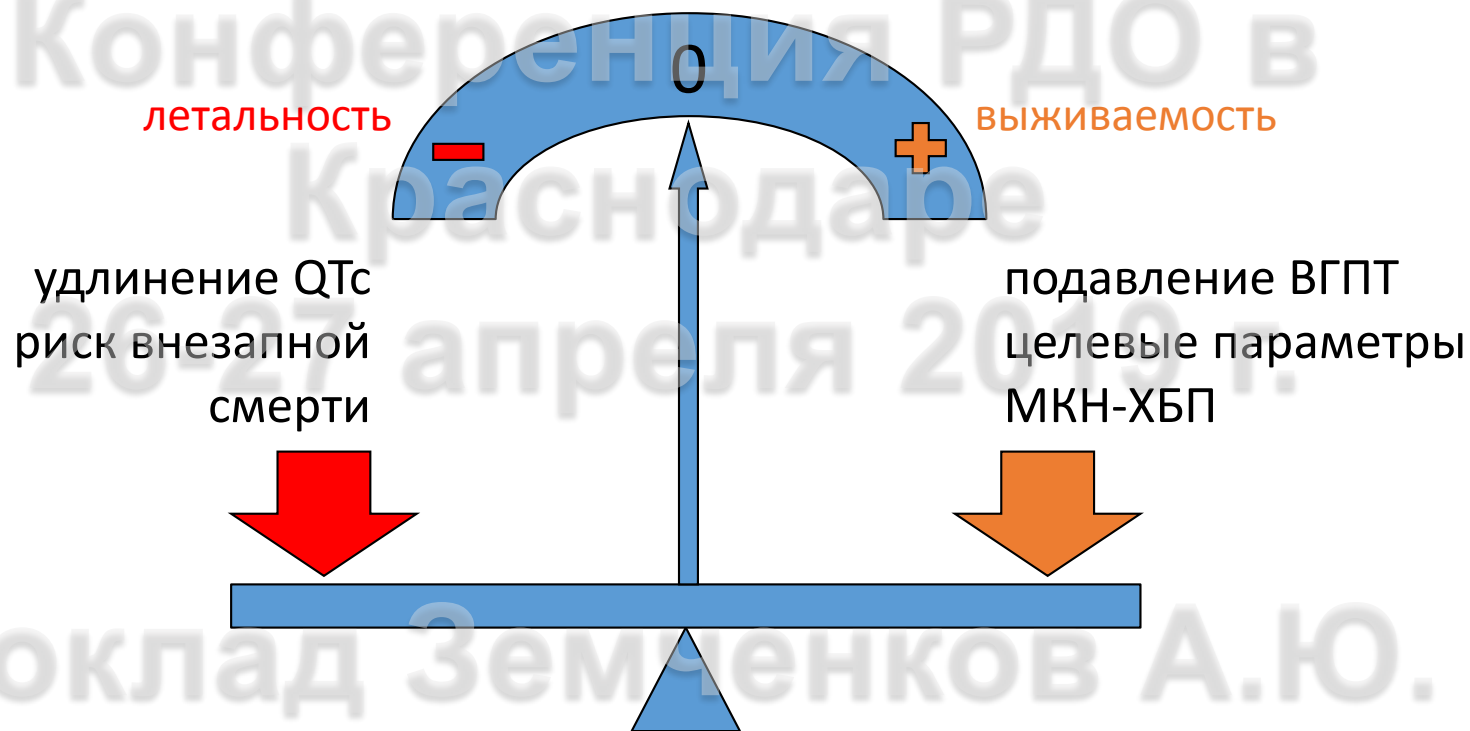 Конференция РДО в
Краснодаре
26-27 апреля 2019 г.
оклад Земченков А.Ю.
0
летальность
выживаемость
удлинение QTc
риск внезапной
смерти
подавление ВГПТ
целевые параметры
МКН-ХБП